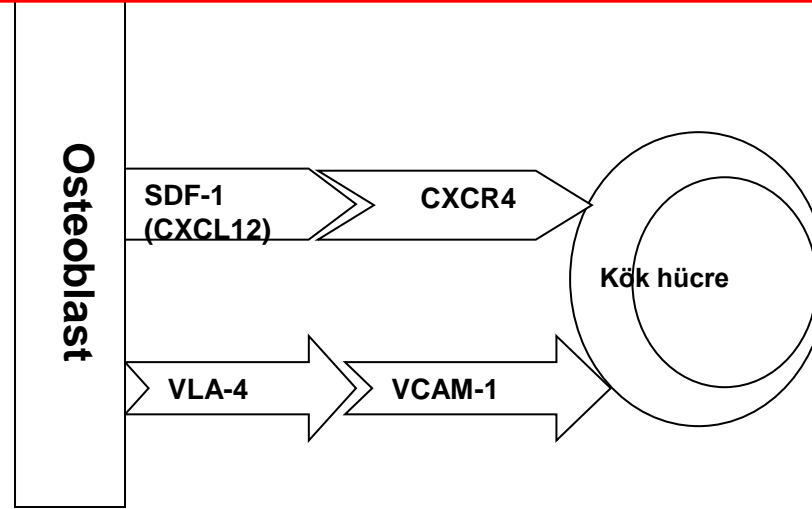 Osteoblast
SDF-1
(CXCL12)
CXCR4
Kök hücre
VLA-4
VCAM-1